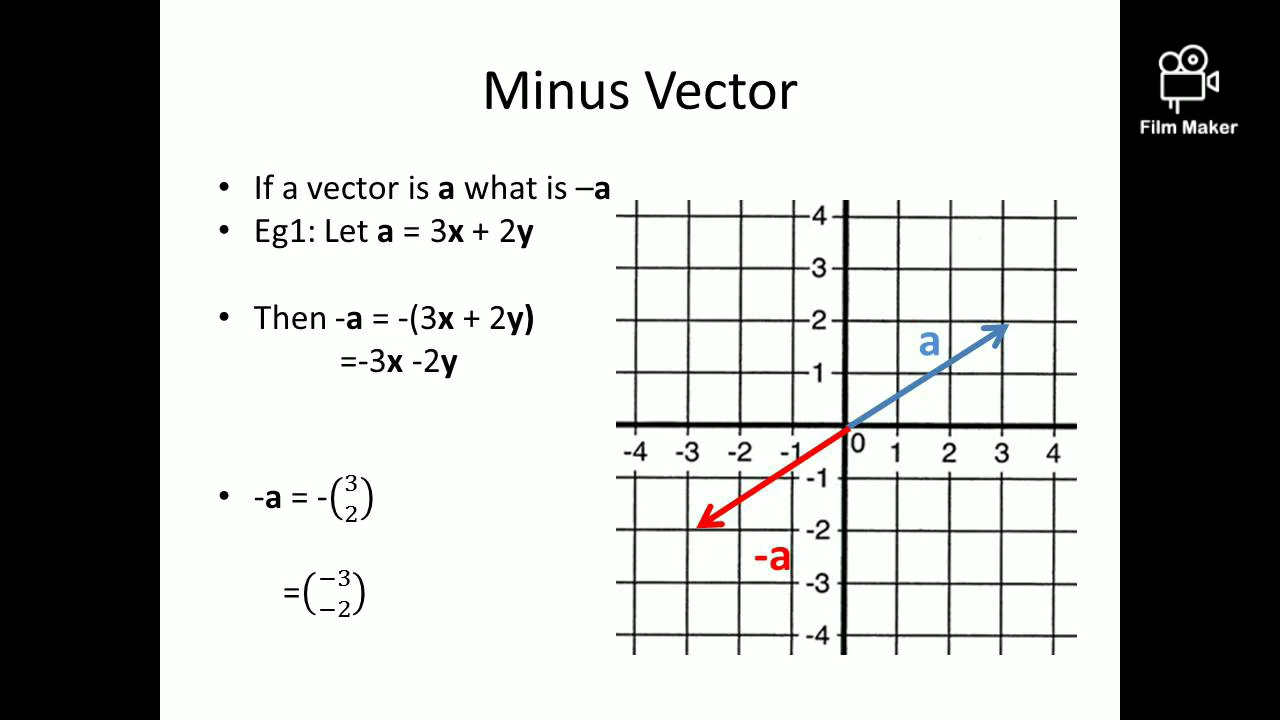 Minus Vector
Film Maker
• If a vector is a what is –a
• Eg1: Let a = 3x + 2y
• Then -a = -(3x + 2y)
=-3x -2y
• -a = -(3
2)
=(−3
−2)
4
3
2
a
1
-4 -3 -2 -1 0 1 2 3 4
-1
-2
-a
-3
-4